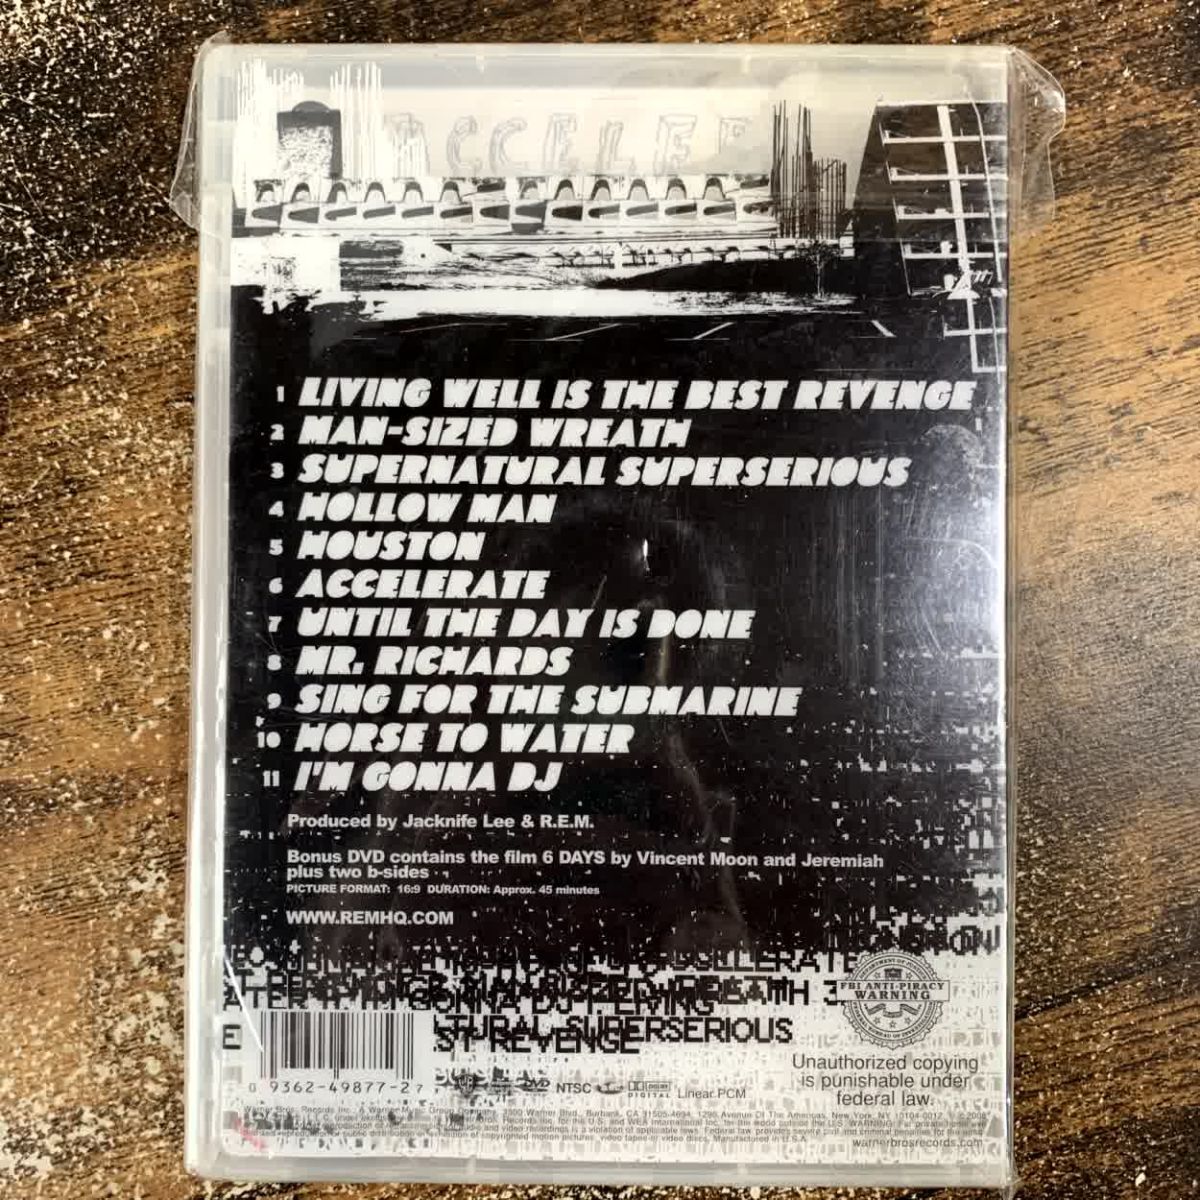 ACCELE
1 LIVING WELL IS THE BEST REVENGE
2 MAN-SIZED WREATH
3 SUPERNATURAL SUPERSERIOUS
4 HOLLOW MAN
5 HOUSTON
6 ACCELERATE
7 UNTIL THE DAY IS DONE
8 MR. RICHARDS
9 SING FOR THE SUBMARINE
10 HORSE TO WATER
11 I'M GONNA DJ
Produced by Jacknife Lee & R.E.M.
Bonus DVD contains the film 6 DAYS by Vincent Moon and Jeremiah
plus two b-sides
PICTURE FORMAT: 16:9 DURATION: Approx. 45 minutes
WWW.REMHQ.COM
FBI ANTI-PIRACY
WARNING
TURAL SUPERSERIOUS
ST REVENGE
0 9362-49877-2 7
DVD NTSC DIGITAL Linear PCM
Unauthorized copying
is punishable under
federal law.
warnerbrosrecords.com